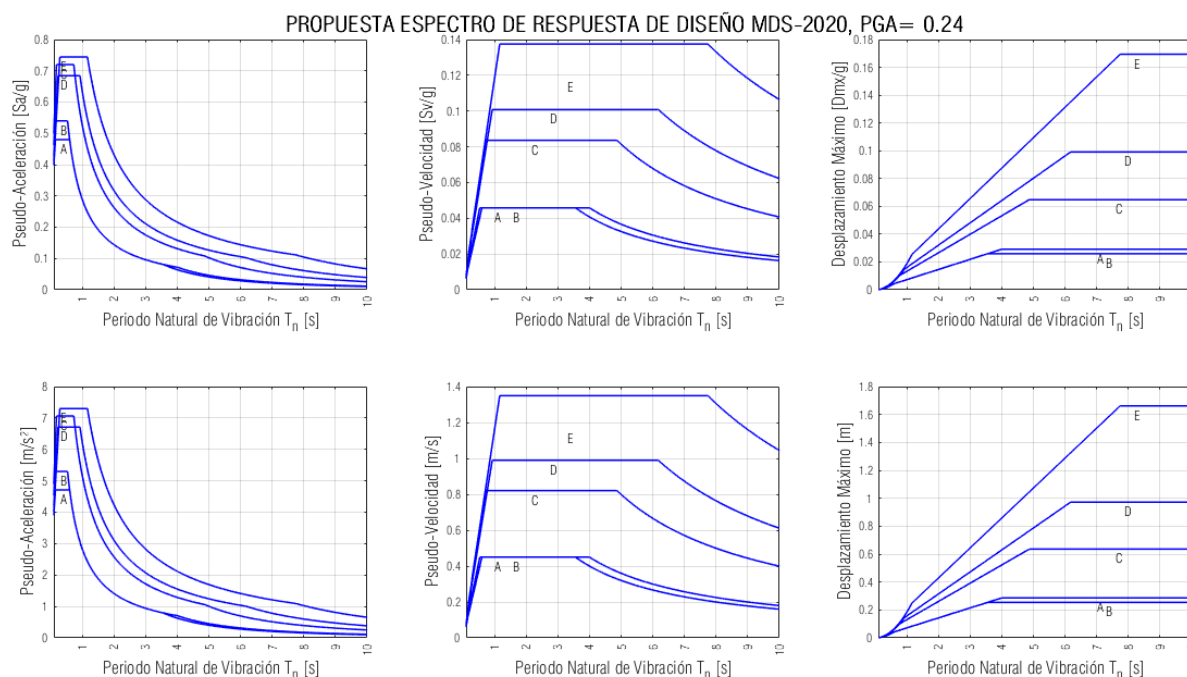 PROPUESTA ESPECTRO DE RESPUESTA DE DISEÑO MDS-2020, PGA= 0.24
Pseudo-Aceleración [Sa/g]
0.8
0.7
0.6
0.5
0.4
0.3
0.2
0.1
0
E
D
B
A
1 2 3 4 5 6 7 8 9 10
Periodo Natural de Vibración Tn [s]
Pseudo-Velocidad [Sv/g]
0.14
0.12
0.1
0.08
0.06
0.04
0.02
0
E
D
C
A B
1 2 3 4 5 6 7 8 9 10
Periodo Natural de Vibración Tn [s]
Desplazamiento Máximo [Dmx/g]
0.18
0.16
0.14
0.12
0.10
0.08
0.06
0.04
0.02
0
E
D
C
A B
1 2 3 4 5 6 7 8 9
Periodo Natural de Vibración Tn [s]
Pseudo-Aceleración [m/s²]
8
7
6
5
4
3
2
1
0
E
D
B
A
1 2 3 4 5 6 7 8 9 10
Periodo Natural de Vibración Tn [s]
Pseudo-Velocidad [m/s]
1.4
1.2
1
0.8
0.6
0.4
0.2
0
E
D
C
A B
1 2 3 4 5 6 7 8 9 10
Periodo Natural de Vibración Tn [s]
Desplazamiento Máximo [m]
1.8
1.6
1.4
1.2
1
0.8
0.6
0.4
0.2
0
E
D
C
A B
1 2 3 4 5 6 7 8 9
Periodo Natural de Vibración Tn [s]